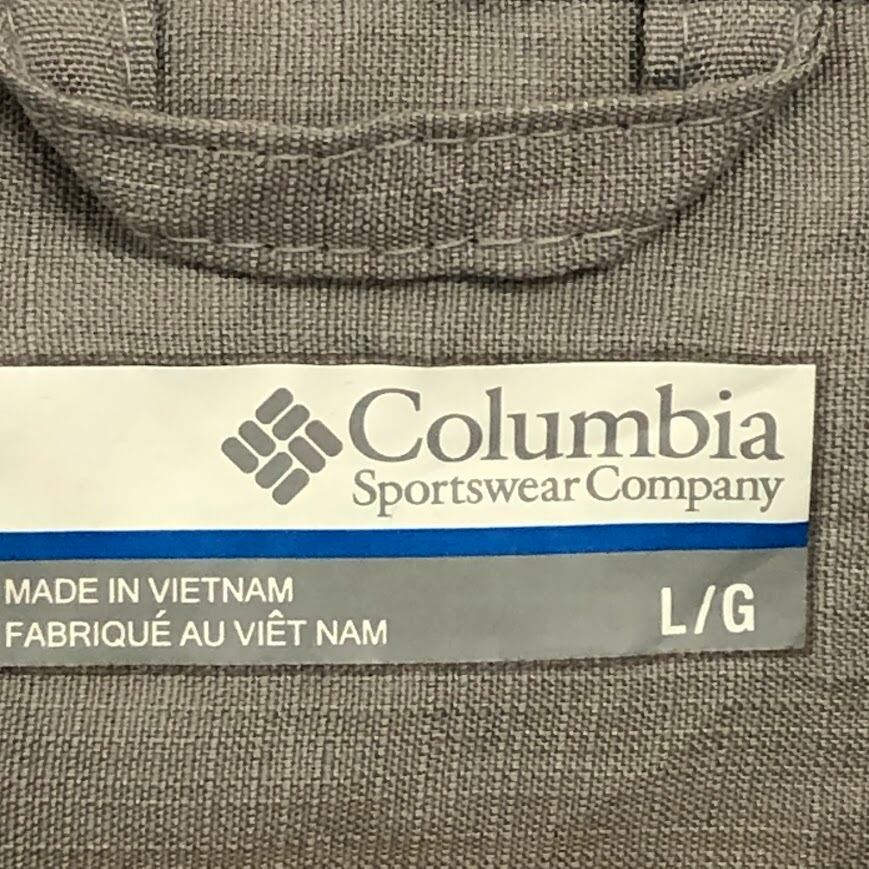 Columbia
Sportswear Company
MADE IN VIETNAM
FABRIQUÉ AU VIÊT NAM
L/G